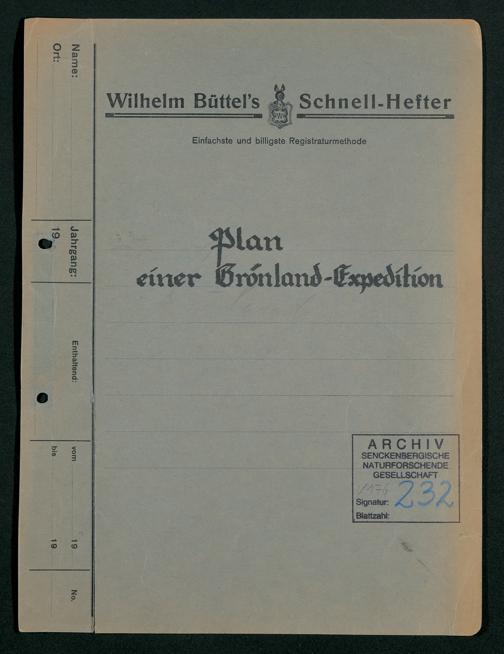 Wilhelm Büttel's Schnell-Hefter
Einfachste und billigste Registraturmethode
Plan
einer Grönland-Expedition
Name:
Ort:
Jahrgang:
19
Enthaltend:
vom 19
bis 19
No.
ARCHIV
SENCKENBERGISCHE
NATURFORSCHENDE
GESELLSCHAFT
Signatur: 232
Blattzahl: